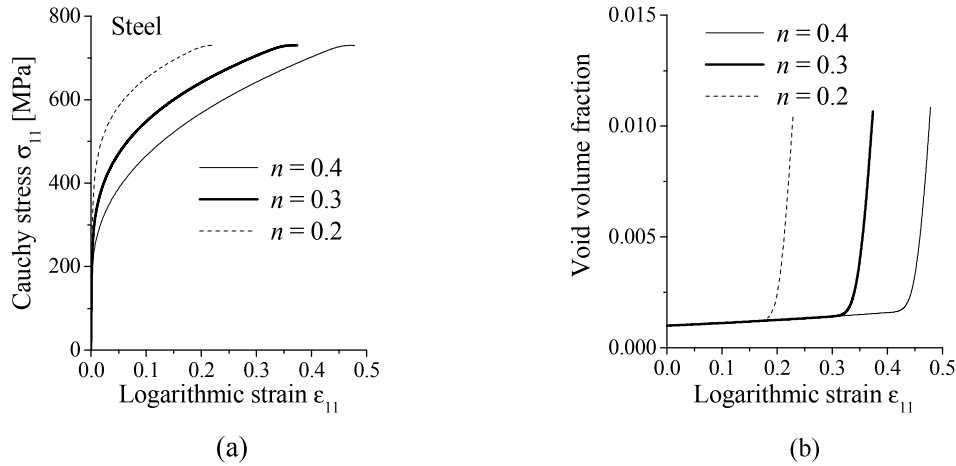 Steel
Cauchy stress σ11 [MPa]
800
600
400
200
0
n = 0.4
n = 0.3
n = 0.2
0.0 0.1 0.2 0.3 0.4 0.5
Logarithmic strain ε11
(a)
Void volume fraction
0.015
0.010
0.005
0.000
n = 0.4
n = 0.3
n = 0.2
0.0 0.1 0.2 0.3 0.4 0.5
Logarithmic strain ε11
(b)